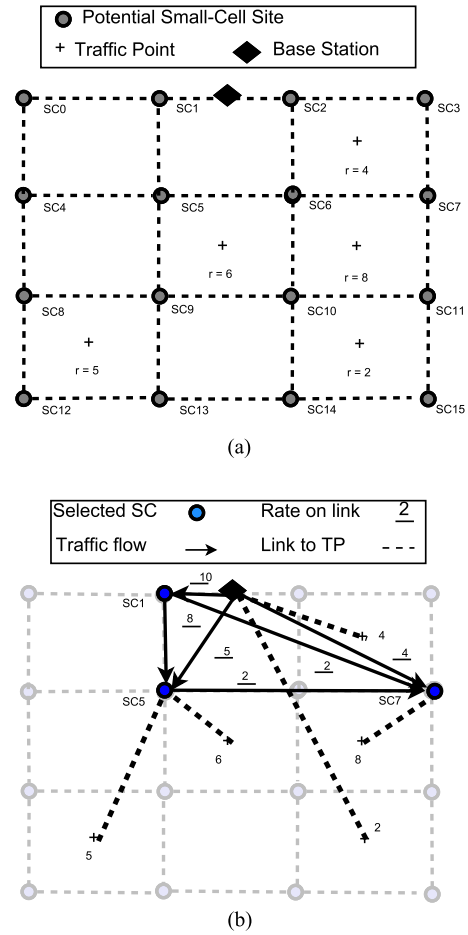 Potential Small-Cell Site
+ Traffic Point
Base Station
SC0 SC1 SC2 SC3
r = 4
SC4 SC5 SC6 SC7
r = 6 r = 8
SC8 SC9 SC10 SC11
r = 5 r = 2
SC12 SC13 SC14 SC15
(a)
Selected SC Rate on link 2
Traffic flow Link to TP
10
SC1
8 4
5 2 4
2
SC5 SC7
6 8
5 2
(b)